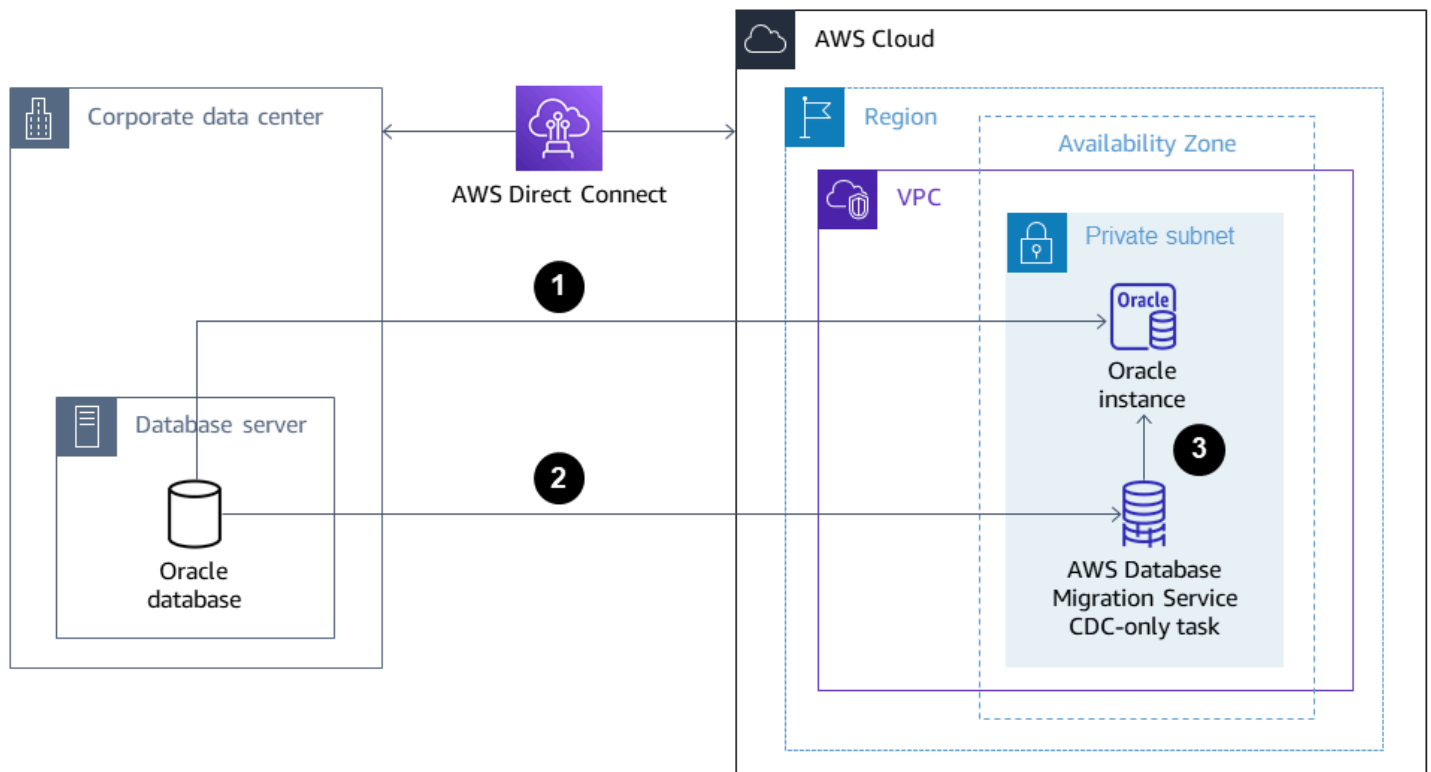 AWS Cloud
Corporate data center
AWS Direct Connect
Region
Availability Zone
VPC
Private subnet
1
Oracle
Oracle
instance
Database server
2
3
Oracle
database
AWS Database
Migration Service
CDC-only task